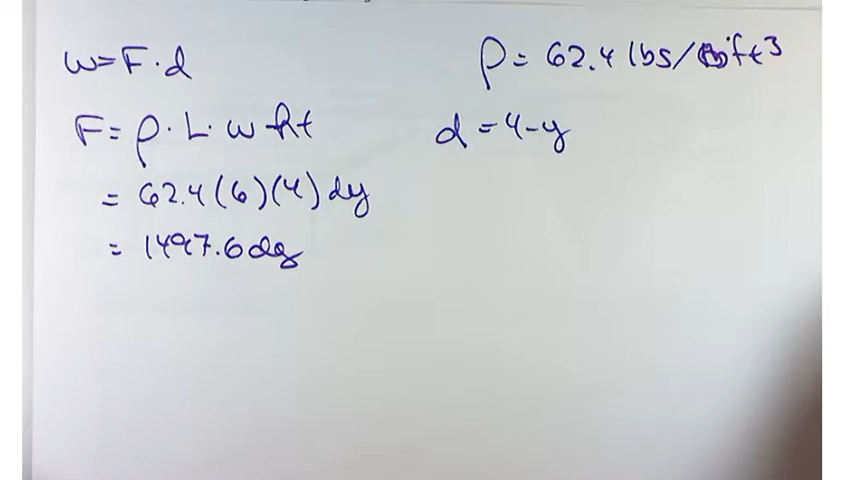 w=F·d
ρ= 62.4 lbs/ft3
F= ρ·L·w·ht
d=4-y
= 62.4(6)(4)dy
= 1497.6dy